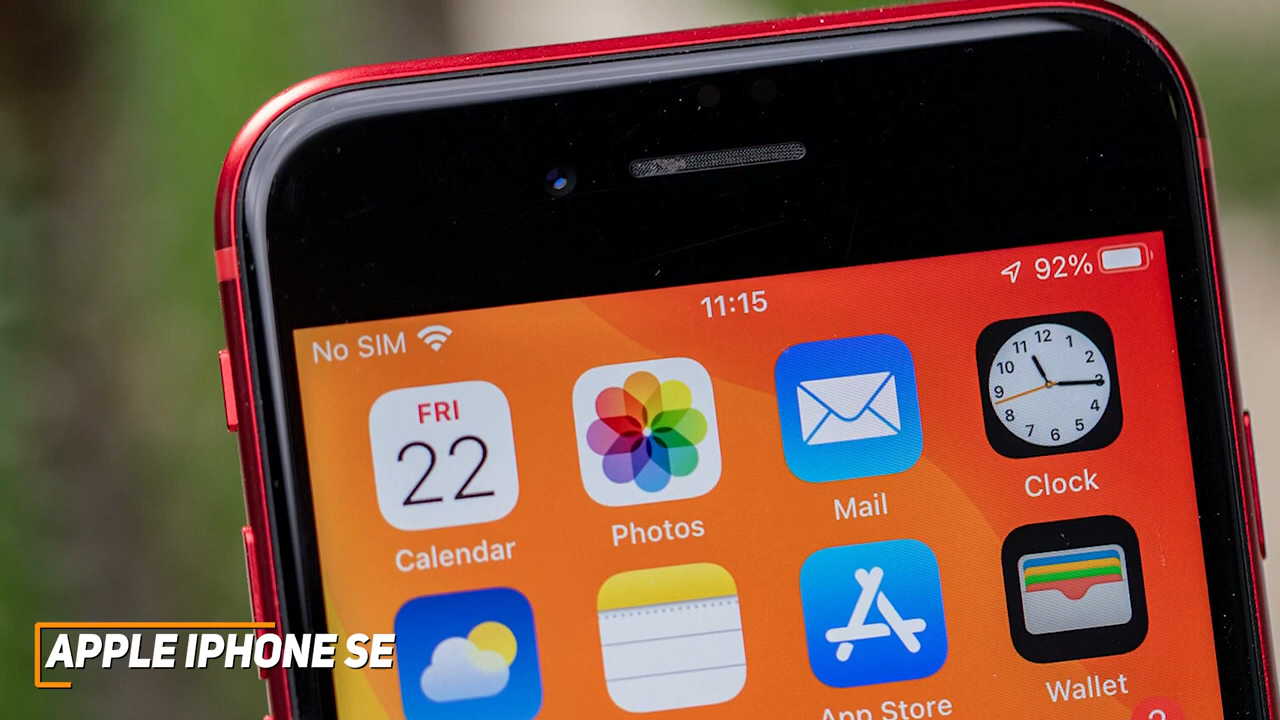 No SIM
11:15
92%
FRI
22
12
1
2
3
4
5
6
7
8
9
10
11
Calendar
Photos
Mail
Clock
App Store
Wallet
APPLE IPHONE SE